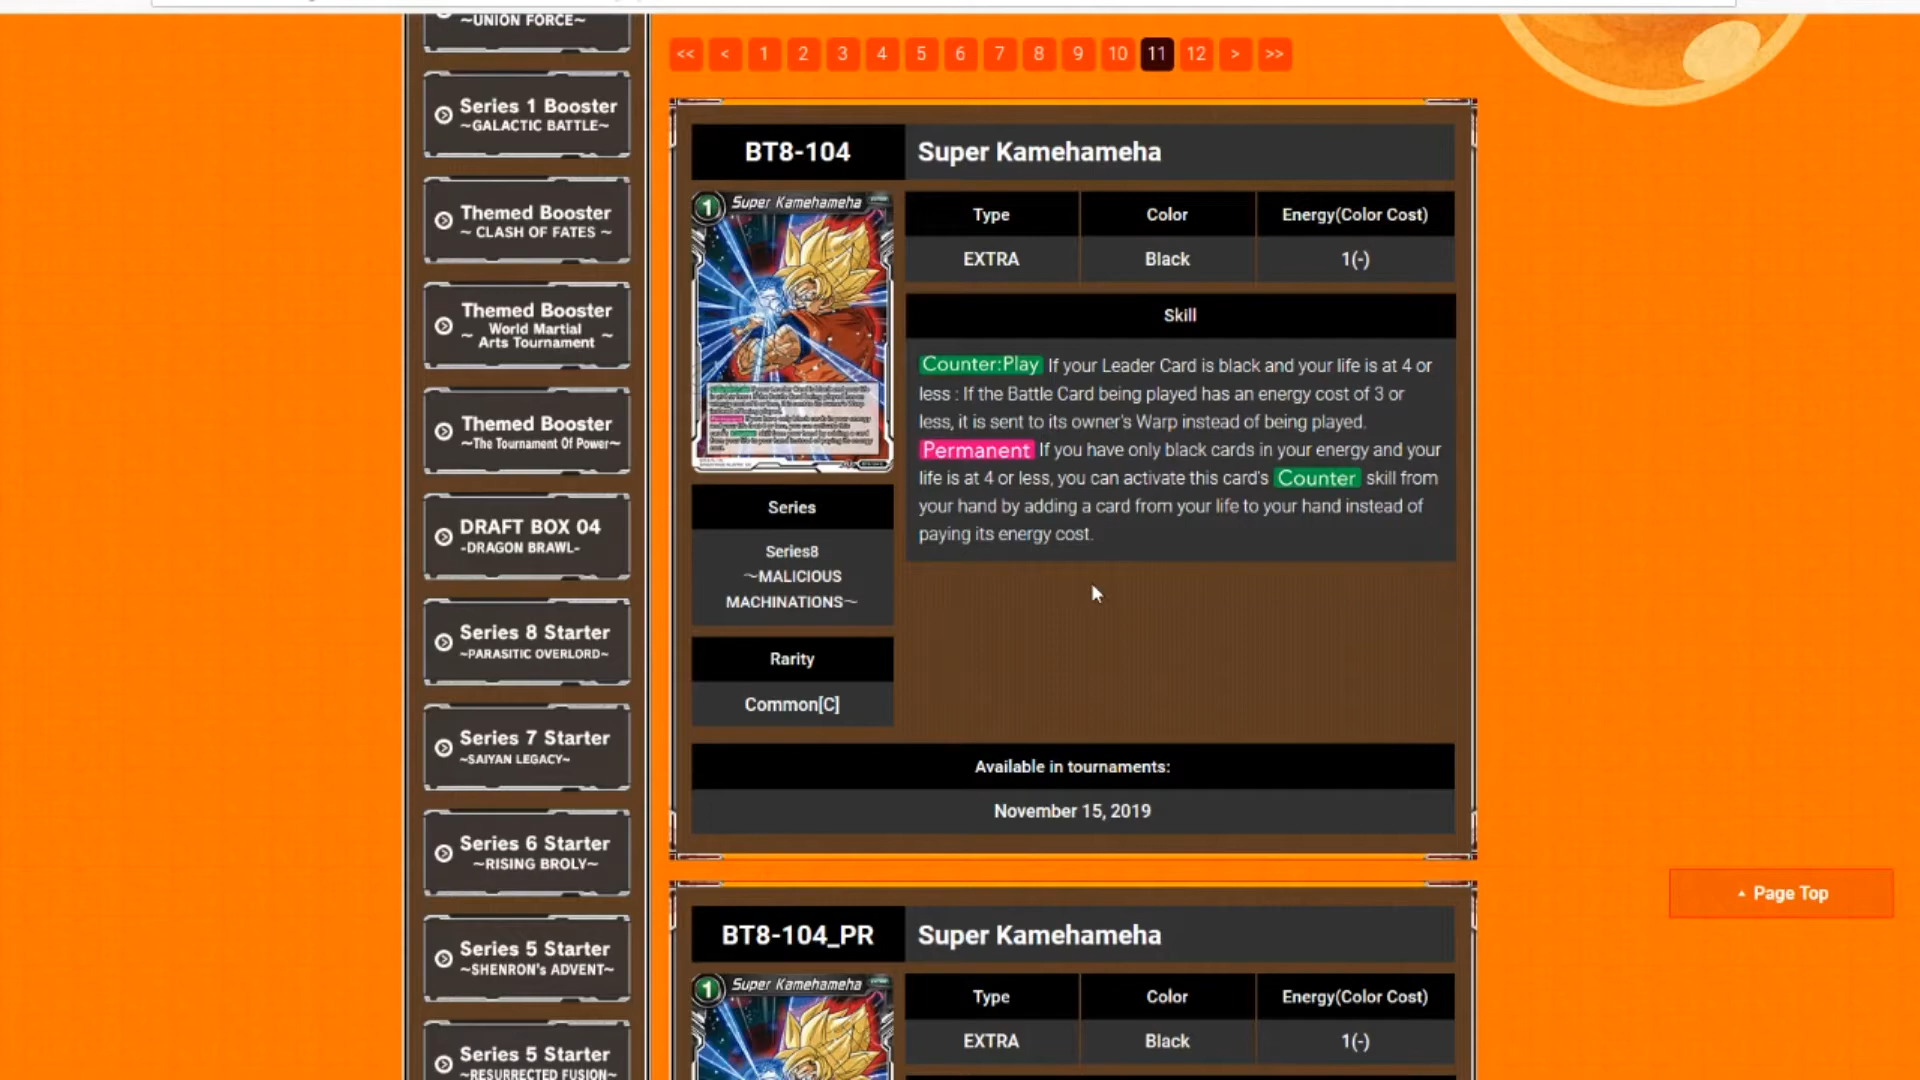 ~UNION FORCE~
Series 1 Booster
~GALACTIC BATTLE~
Themed Booster
~ CLASH OF FATES ~
Themed Booster
~ World Martial Arts Tournament ~
Themed Booster
~The Tournament Of Power~
DRAFT BOX 04
-DRAGON BRAWL-
Series 8 Starter
~PARASITIC OVERLORD~
Series 7 Starter
~SAIYAN LEGACY~
Series 6 Starter
~RISING BROLY~
Series 5 Starter
~SHENRON's ADVENT~
Series 5 Starter
~RESURRECTED FUSION~
<< < 1 2 3 4 5 6 7 8 9 10 11 12 > >>
BT8-104 Super Kamehameha
1 Super Kamehameha
Type Color Energy(Color Cost)
EXTRA Black 1(-)
Skill
Counter:Play If your Leader Card is black and your life is at 4 or
less : If the Battle Card being played has an energy cost of 3 or
less, it is sent to its owner's Warp instead of being played.
Permanent If you have only black cards in your energy and your
life is at 4 or less, you can activate this card's Counter skill from
your hand by adding a card from your life to your hand instead of
paying its energy cost.
Series
Series8
～MALICIOUS
MACHINATIONS～
Rarity
Common[C]
Available in tournaments:
November 15, 2019
BT8-104_PR Super Kamehameha
1 Super Kamehameha
Type Color Energy(Color Cost)
EXTRA Black 1(-)
Page Top